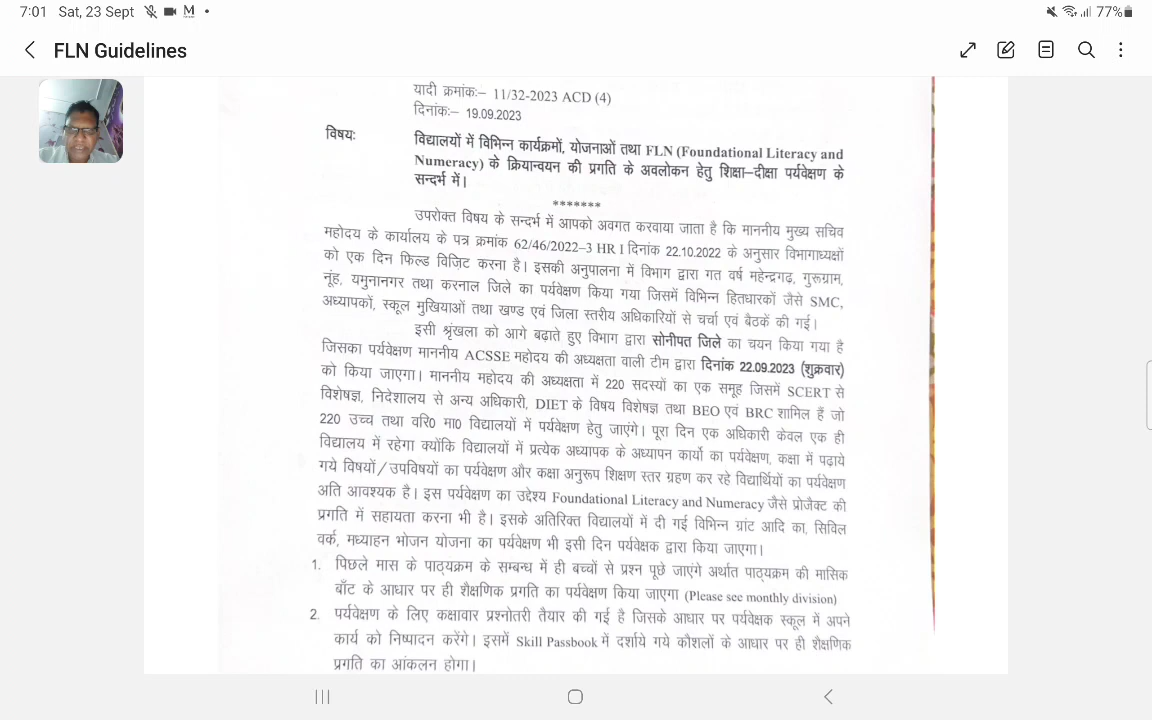 7:01 Sat, 23 Sept M •
77%
FLN Guidelines
यादी क्रमांक:– 11/32-2023 ACD (4)
दिनांक:– 19.09.2023
विषय: विद्यालयों में विभिन्न कार्यक्रमों, योजनाओं तथा FLN (Foundational Literacy and
Numeracy) के क्रियान्वयन की प्रगति के अवलोकन हेतु शिक्षा–दीक्षा पर्यवेक्षण के
सन्दर्भ में।
*******
उपरोक्त विषय के सन्दर्भ में आपको अवगत करवाया जाता है कि माननीय मुख्य सचिव
महोदय के कार्यालय के पत्र क्रमांक 62/46/2022–3 HR I दिनांक 22.10.2022 के अनुसार विभागाध्यक्षों
को एक दिन फिल्ड विजिट करना है। इसकी अनुपालना में विभाग द्वारा गत वर्ष महेन्द्रगढ़, गुरूग्राम,
नूंह, यमुनानगर तथा करनाल जिले का पर्यवेक्षण किया गया जिसमें विभिन्न हितधारकों जैसे SMC,
अध्यापकों, स्कूल मुखियाओं तथा खण्ड एवं जिला स्तरीय अधिकारियों से चर्चा एवं बैठकें की गई।
इसी श्रृंखला को आगे बढ़ाते हुए विभाग द्वारा सोनीपत जिले का चयन किया गया है
जिसका पर्यवेक्षण माननीय ACSSE महोदय की अध्यक्षता वाली टीम द्वारा दिनांक 22.09.2023 (शुक्रवार)
को किया जाएगा। माननीय महोदय की अध्यक्षता में 220 सदस्यों का एक समूह जिसमें SCERT से
विशेषज्ञ, निदेशालय से अन्य अधिकारी, DIET के विषय विशेषज्ञ तथा BEO एवं BRC शामिल हैं जो
220 उच्च तथा वरि0 मा0 विद्यालयों में पर्यवेक्षण हेतु जाएंगे। पूरा दिन एक अधिकारी केवल एक ही
विद्यालय में रहेगा क्योंकि विद्यालयों में प्रत्येक अध्यापक के अध्यापन कार्यो का पर्यवेक्षण, कक्षा में पढ़ाये
गये विषयों/उपविषयों का पर्यवेक्षण और कक्षा अनुरूप शिक्षण स्तर ग्रहण कर रहे विद्यार्थियों का पर्यवेक्षण
अति आवश्यक है। इस पर्यवेक्षण का उद्देश्य Foundational Literacy and Numeracy जैसे प्रोजैक्ट की
प्रगति में सहायता करना भी है। इसके अतिरिक्त विद्यालयों में दी गई विभिन्न ग्रांट आदि का, सिविल
वर्क, मध्याहन भोजन योजना का पर्यवेक्षण भी इसी दिन पर्यवेक्षक द्वारा किया जाएगा।
1. पिछले मास के पाठ्यक्रम के सम्बन्ध में ही बच्चों से प्रश्न पूछे जाएंगे अर्थात पाठ्यक्रम की मासिक
बाँट के आधार पर ही शैक्षणिक प्रगति का पर्यवेक्षण किया जाएगा (Please see monthly division)
2. पर्यवेक्षण के लिए कक्षावार प्रश्नोतरी तैयार की गई है जिसके आधार पर पर्यवेक्षक स्कूल में अपने
कार्य को निष्पादन करेंगे। इसमें Skill Passbook में दर्शाये गये कौशलों के आधार पर ही शैक्षणिक
प्रगति का आंकलन होगा।